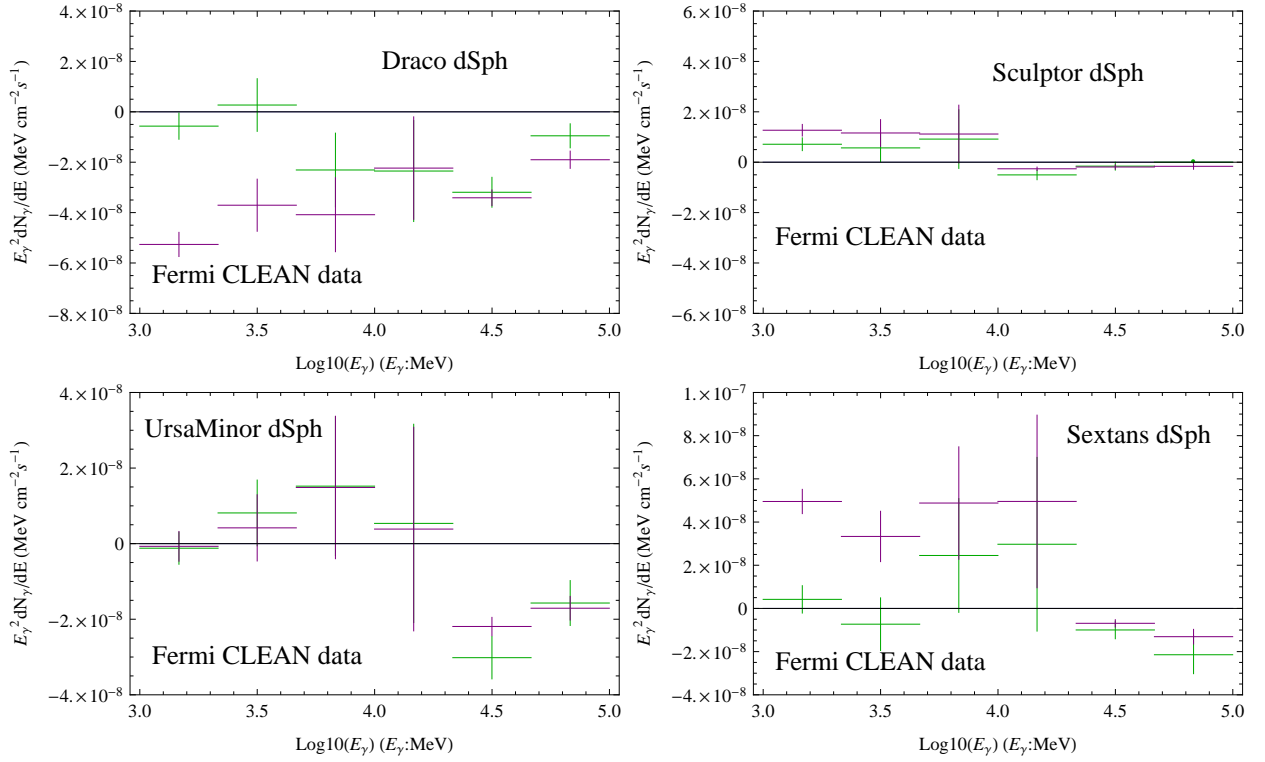 4.×10⁻⁸
2.×10⁻⁸
0
−2.×10⁻⁸
−4.×10⁻⁸
−6.×10⁻⁸
−8.×10⁻⁸
E_γ² dN_γ/dE (MeV cm⁻² s⁻¹)
Draco dSph
Fermi CLEAN data
3.0 3.5 4.0 4.5 5.0
Log10(E_γ) (E_γ:MeV)
6.×10⁻⁸
4.×10⁻⁸
2.×10⁻⁸
0
−2.×10⁻⁸
−4.×10⁻⁸
−6.×10⁻⁸
E_γ² dN_γ/dE (MeV cm⁻² s⁻¹)
Sculptor dSph
Fermi CLEAN data
3.0 3.5 4.0 4.5 5.0
Log10(E_γ) (E_γ:MeV)
4.×10⁻⁸
2.×10⁻⁸
0
−2.×10⁻⁸
−4.×10⁻⁸
E_γ² dN_γ/dE (MeV cm⁻² s⁻¹)
UrsaMinor dSph
Fermi CLEAN data
3.0 3.5 4.0 4.5 5.0
Log10(E_γ) (E_γ:MeV)
1.×10⁻⁷
8.×10⁻⁸
6.×10⁻⁸
4.×10⁻⁸
2.×10⁻⁸
0
−2.×10⁻⁸
−4.×10⁻⁸
E_γ² dN_γ/dE (MeV cm⁻² s⁻¹)
Sextans dSph
Fermi CLEAN data
3.0 3.5 4.0 4.5 5.0
Log10(E_γ) (E_γ:MeV)